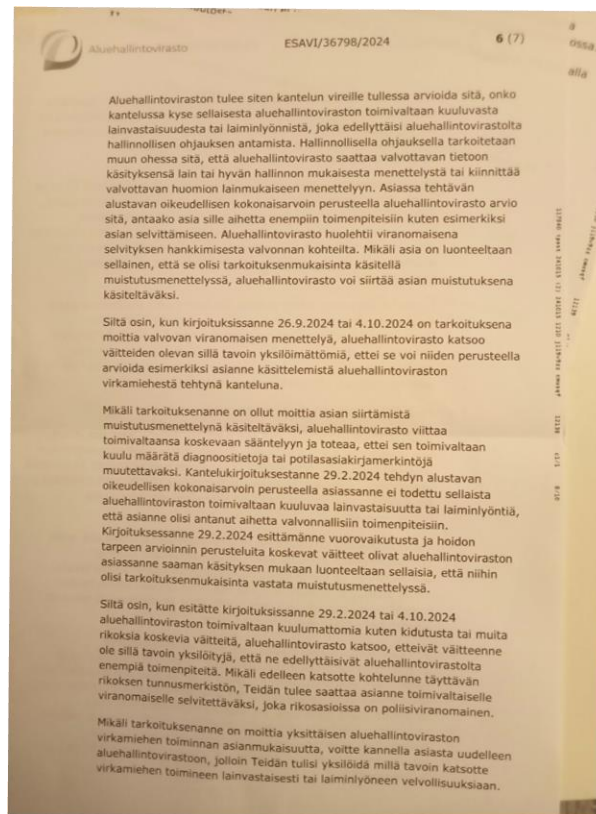 Aluehallintovirasto
ESAVI/36798/2024
6 (7)
Aluehallintoviraston tulee siten kantelun vireille tullessa arvioida sitä, onko
kantelussa kyse sellaisesta aluehallintoviraston toimivaltaan kuuluvasta
lainvastaisuudesta tai laiminlyönnistä, joka edellyttäisi aluehallintovirastolta
hallinnollisen ohjauksen antamista. Hallinnollisella ohjauksella tarkoitetaan
muun ohessa sitä, että aluehallintovirasto saattaa valvottavan tietoon
käsityksensä lain tai hyvän hallinnon mukaisesta menettelystä tai kiinnittää
valvottavan huomion lainmukaiseen menettelyyn. Asiassa tehtävän
alustavan oikeudellisen kokonaisarvoin perusteella aluehallintovirasto arvio
sitä, antaako asia sille aihetta enempiin toimenpiteisiin kuten esimerkiksi
asian selvittämiseen. Aluehallintovirasto huolehtii viranomaisena
selvityksen hankkimisesta valvonnan kohteilta. Mikäli asia on luonteeltaan
sellainen, että se olisi tarkoituksenmukaisinta käsitellä
muistutusmenettelyssä, aluehallintovirasto voi siirtää asian muistutuksena
käsiteltäväksi.
Siltä osin, kun kirjoituksissanne 26.9.2024 tai 4.10.2024 on tarkoituksena
moittia valvovan viranomaisen menettelyä, aluehallintovirasto katsoo
väitteiden olevan sillä tavoin yksilöimättömiä, ettei se voi niiden perusteella
arvioida esimerkiksi asianne käsittelemistä aluehallintoviraston
virkamiehestä tehtynä kanteluna.
Mikäli tarkoituksenanne on ollut moittia asian siirtämistä
muistutusmenettelynä käsiteltäväksi, aluehallintovirasto viittaa
toimivaltaansa koskevaan sääntelyyn ja toteaa, ettei sen toimivaltaan
kuulu määrätä diagnoositietoja tai potilasasiakirjamerkintöjä
muutettavaksi. Kantelukirjoituksestanne 29.2.2024 tehdyn alustavan
oikeudellisen kokonaisarvoin perusteella asiassanne ei todettu sellaista
aluehallintoviraston toimivaltaan kuuluvaa lainvastaisuutta tai laiminlyöntiä,
että asianne olisi antanut aihetta valvonnallisiin toimenpiteisiin.
Kirjoituksessanne 29.2.2024 esittämänne vuorovaikutusta ja hoidon
tarpeen arvioinnin perusteluita koskevat väitteet olivat aluehallintoviraston
asiassanne saaman käsityksen mukaan luonteeltaan sellaisia, että niihin
olisi tarkoituksenmukaisinta vastata muistutusmenettelyssä.
Siltä osin, kun esitätte kirjoituksissanne 29.2.2024 tai 4.10.2024
aluehallintoviraston toimivaltaan kuulumattomia kuten kidutusta tai muita
rikoksia koskevia väitteitä, aluehallintovirasto katsoo, etteivät väitteenne
ole sillä tavoin yksilöityjä, että ne edellyttäisivät aluehallintovirastolta
enempiä toimenpiteitä. Mikäli edelleen katsotte kohtelunne täyttävän
rikoksen tunnusmerkistön, Teidän tulee saattaa asianne toimivaltaiselle
viranomaiselle selvitettäväksi, joka rikosasioissa on poliisiviranomainen.
Mikäli tarkoituksenanne on moittia yksittäisen aluehallintoviraston
virkamiehen toiminnan asianmukaisuutta, voitte kannella asiasta uudelleen
aluehallintovirastoon, jolloin Teidän tulisi yksilöidä millä tavoin katsotte
virkamiehen toimineen lainvastaisesti tai laiminlyöneen velvollisuuksiaan.
a
ossa
alla